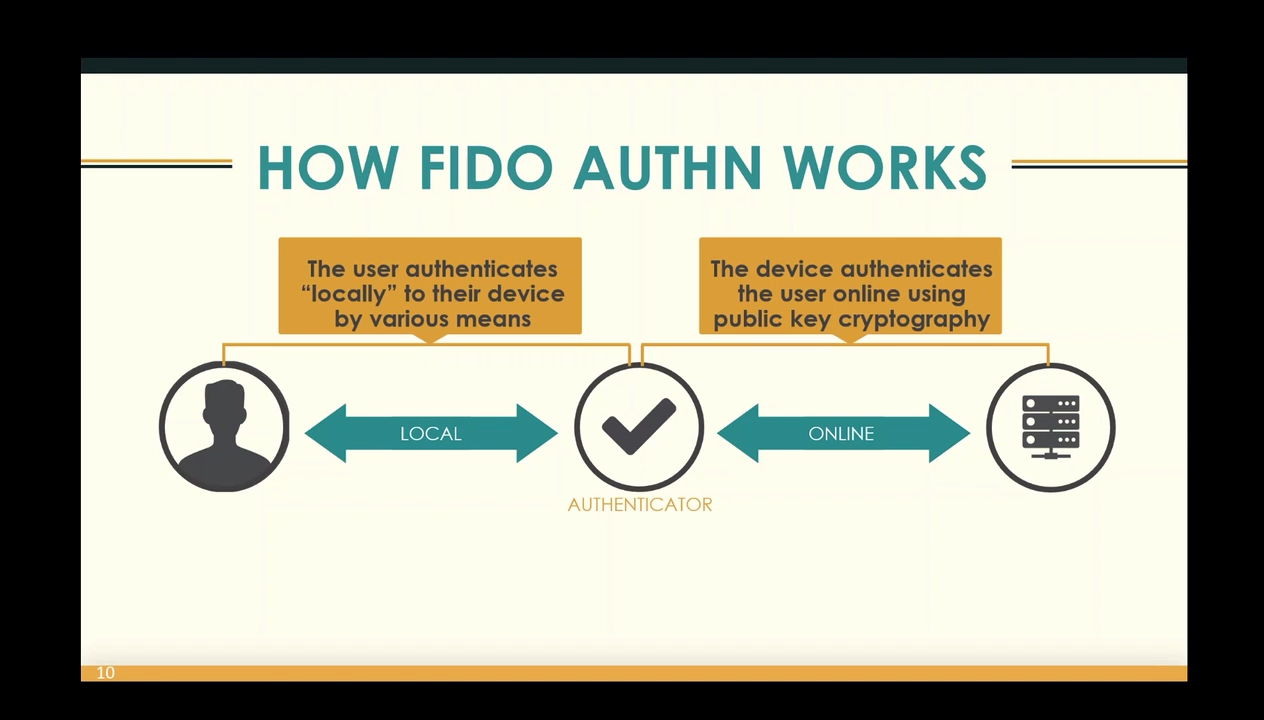 HOW FIDO AUTHN WORKS
The user authenticates
“locally” to their device
by various means
The device authenticates
the user online using
public key cryptography
LOCAL
ONLINE
AUTHENTICATOR
10